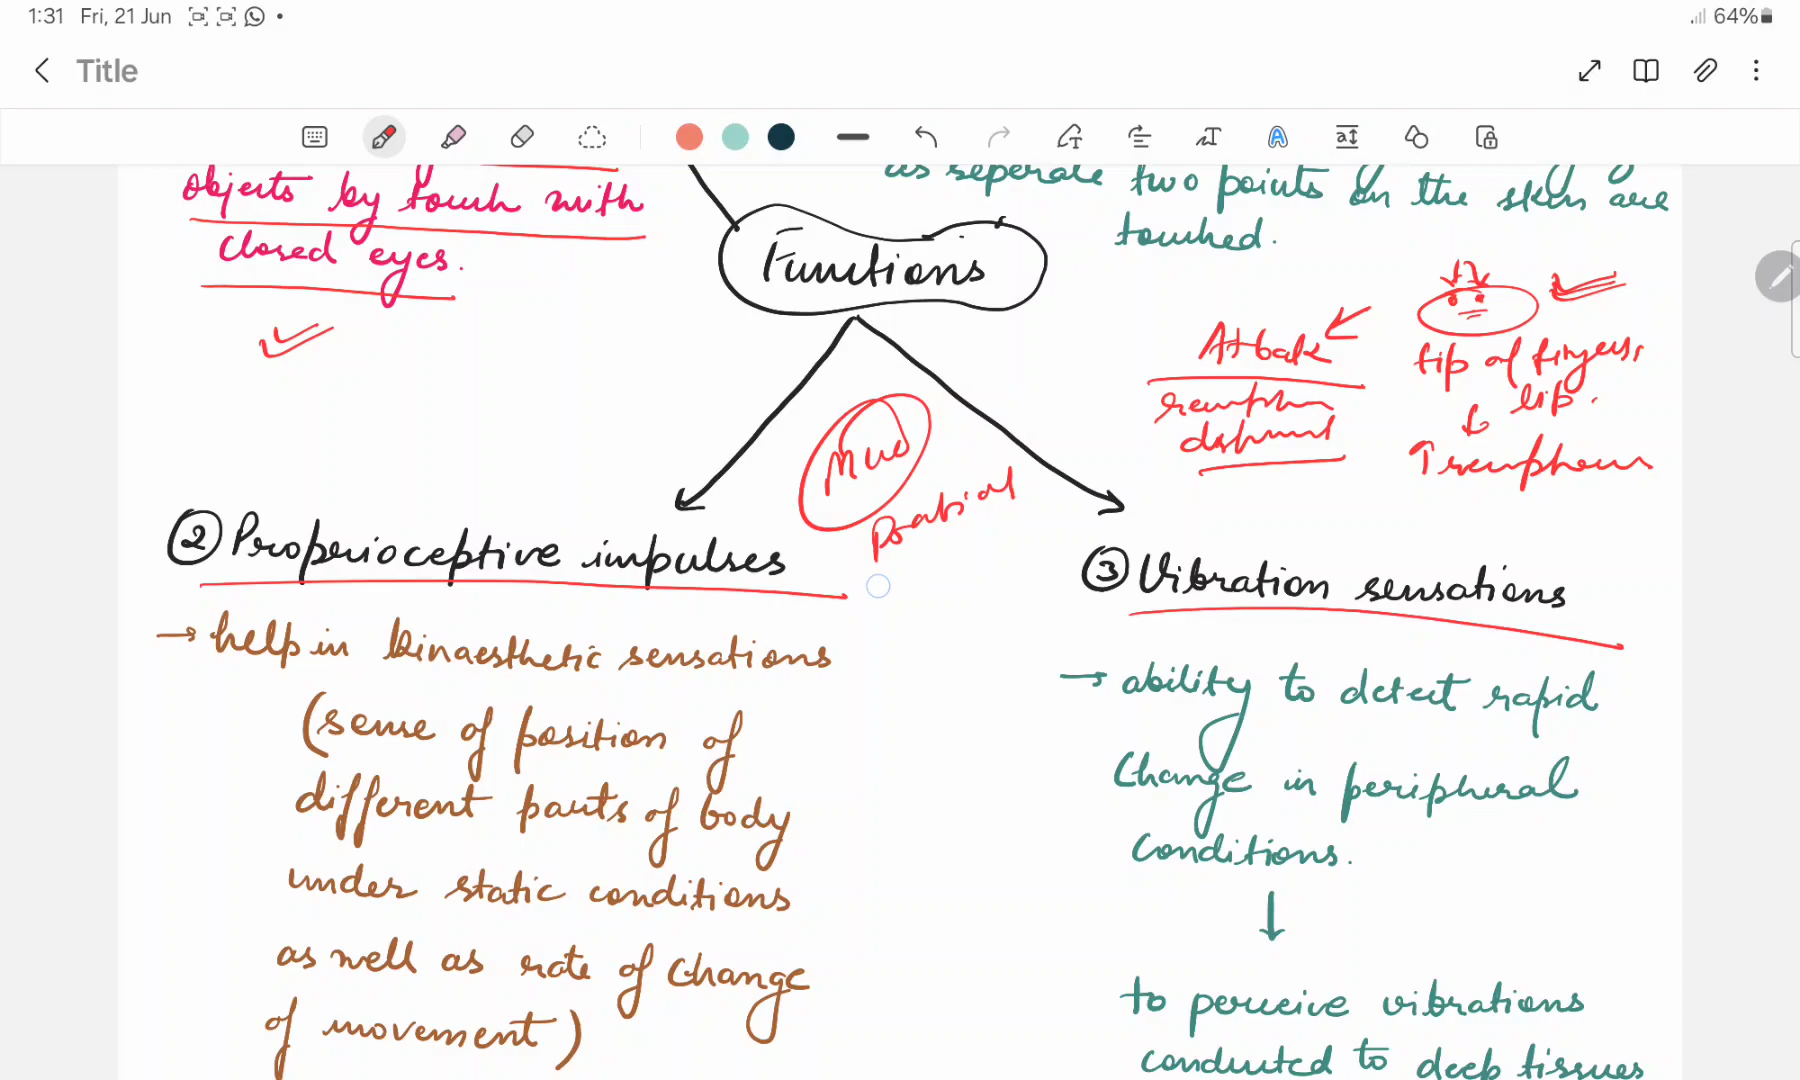 1:31 Fri, 21 Jun
64%
Title
objects by touch with
closed eyes.
as seperate two points on the skin are
touched.
Functions
At back
tip of fingers,
lip.
② Proprioceptive impulses
③ Vibration sensations
→ help in kinaesthetic sensations
(sense of position of
different parts of body
under static conditions
as well as rate of change
of movement)
→ ability to detect rapid
change in peripheral
conditions.
↓
to perceive vibrations
conducted to deep tissues